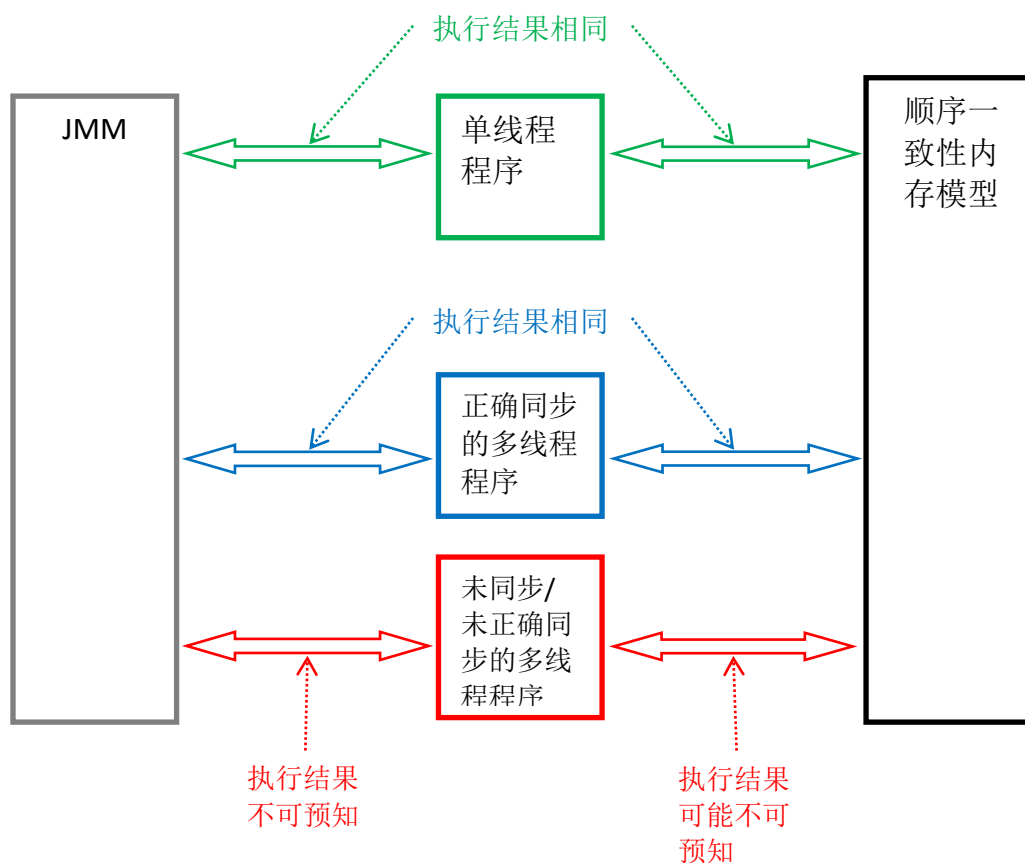 执行结果相同
JMM
单线程
程序
顺序一
致性内
存模型
执行结果相同
正确同步
的多线程
程序
未同步/
未正确同
步的多线
程程序
执行结果
不可预知
执行结果
可能不可
预知